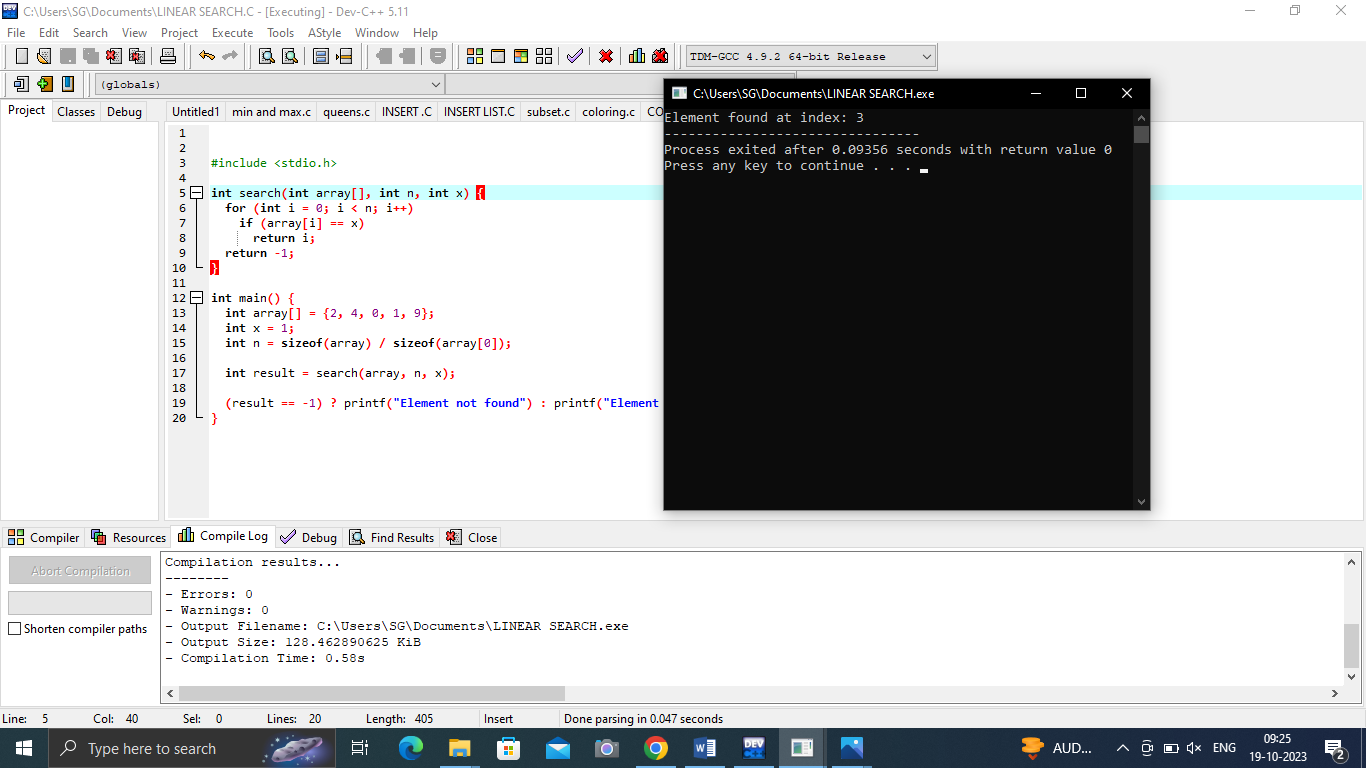 C:\Users\SG\Documents\LINEAR SEARCH.C - [Executing] - Dev-C++ 5.11
File Edit Search View Project Execute Tools AStyle Window Help
TDM-GCC 4.9.2 64-bit Release
(globals)
Project Classes Debug
Untitled1 min and max.c queens.c INSERT .C INSERT LIST.C subset.c coloring.c CO
1
2
3 #include <stdio.h>
4
5 int search(int array[], int n, int x) {
6 for (int i = 0; i < n; i++)
7 if (array[i] == x)
8 return i;
9 return -1;
10 }
11
12 int main() {
13 int array[] = {2, 4, 0, 1, 9};
14 int x = 1;
15 int n = sizeof(array) / sizeof(array[0]);
16
17 int result = search(array, n, x);
18
19 (result == -1) ? printf("Element not found") : printf("Element
20 }
C:\Users\SG\Documents\LINEAR SEARCH.exe
Element found at index: 3
--------------------------------
Process exited after 0.09356 seconds with return value 0
Press any key to continue . . .
Compiler Resources Compile Log Debug Find Results Close
Abort Compilation
Shorten compiler paths
Compilation results...
--------
- Errors: 0
- Warnings: 0
- Output Filename: C:\Users\SG\Documents\LINEAR SEARCH.exe
- Output Size: 128.462890625 KiB
- Compilation Time: 0.58s
Line: 5 Col: 40 Sel: 0 Lines: 20 Length: 405 Insert Done parsing in 0.047 seconds
Type here to search
DEV
AUD...
ENG
09:25
19-10-2023
2